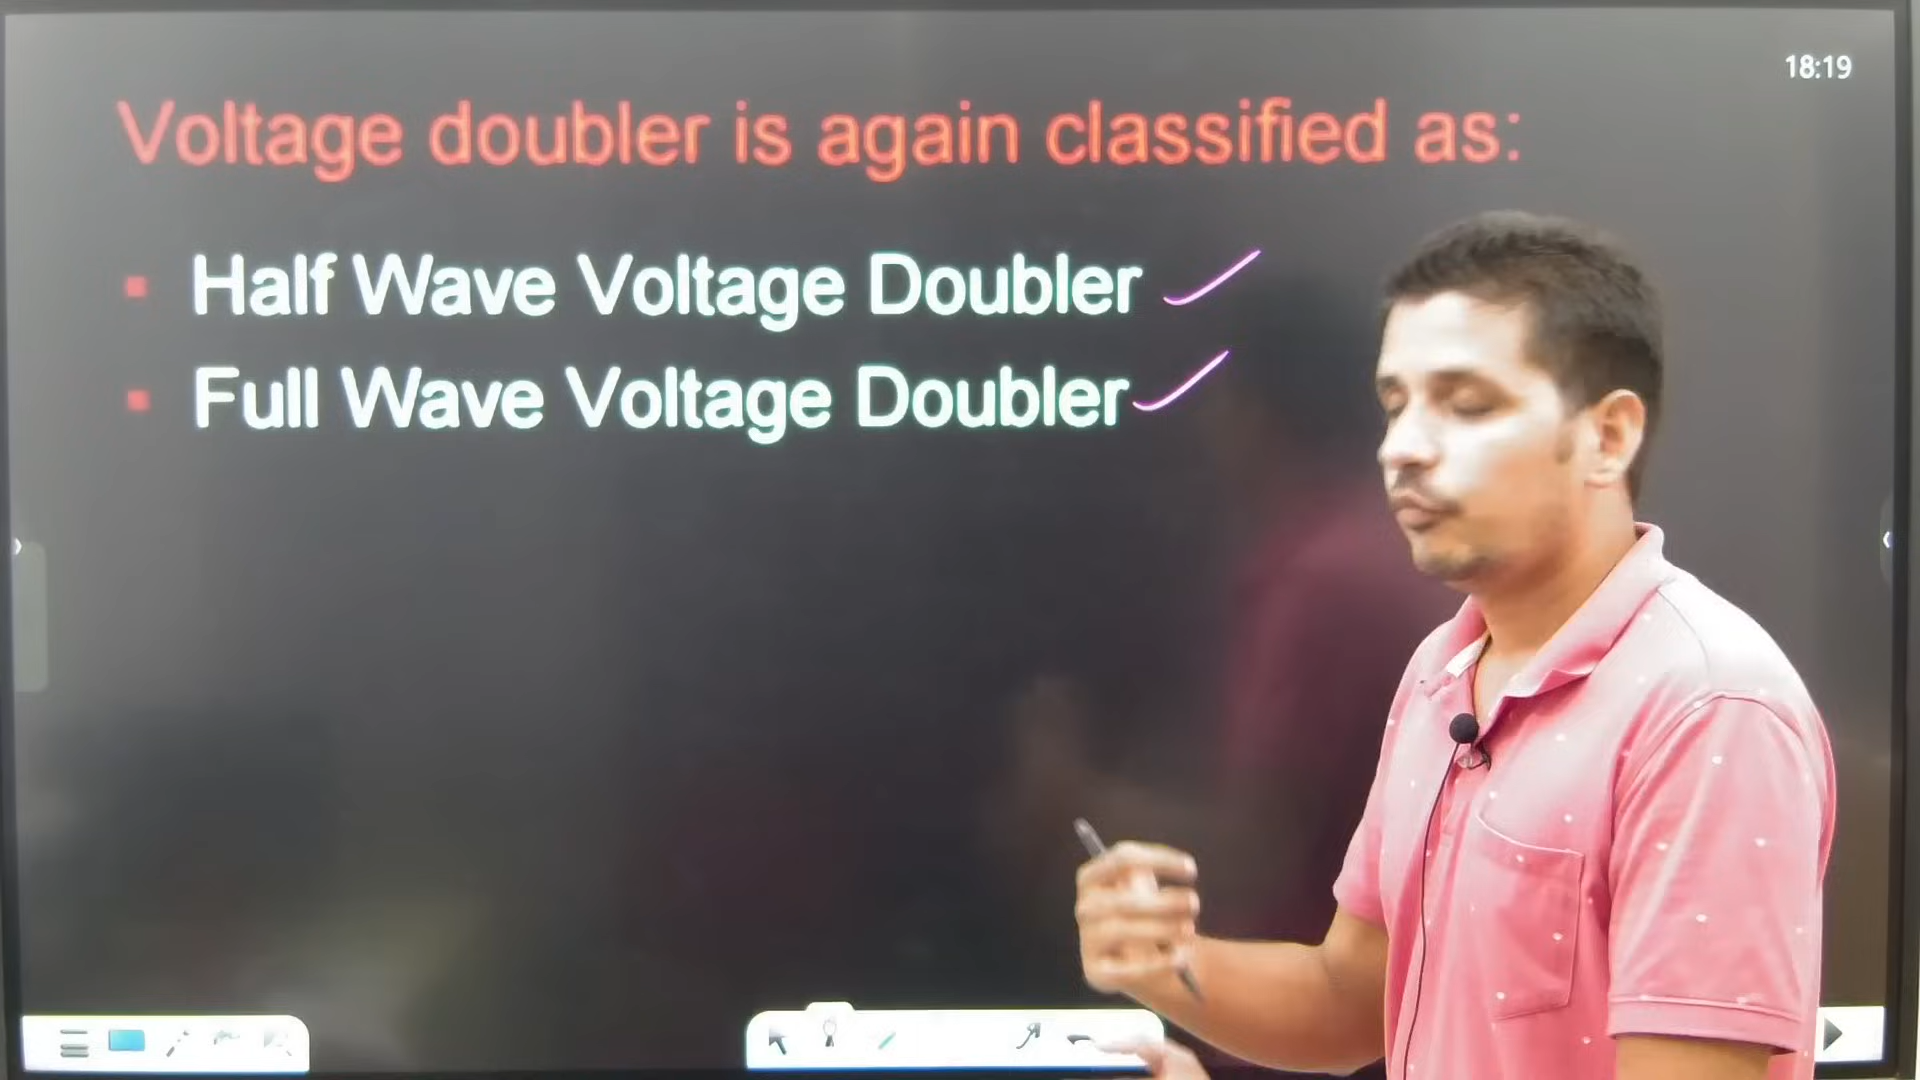 18:19
Voltage doubler is again classified as:
▪ Half Wave Voltage Doubler
▪ Full Wave Voltage Doubler